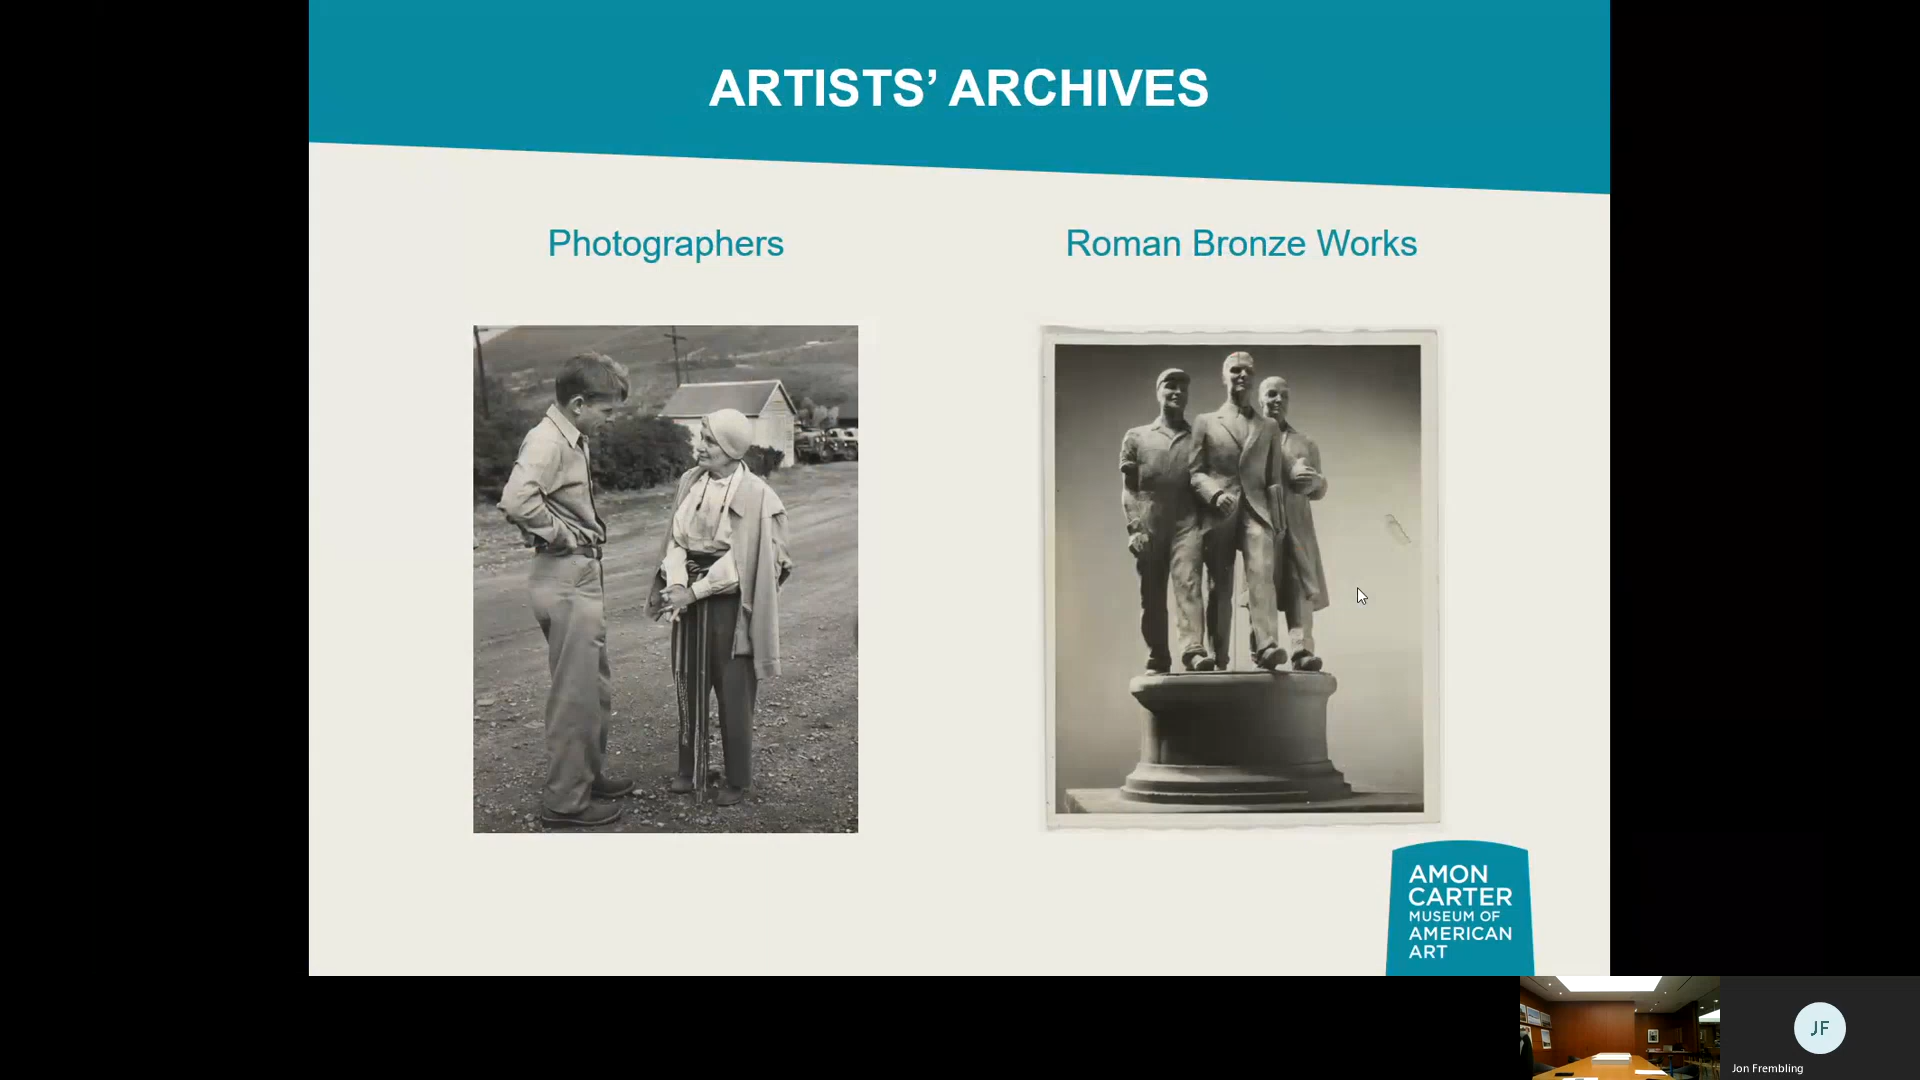 ARTISTS’ ARCHIVES
Photographers
Roman Bronze Works
AMON
CARTER
MUSEUM OF
AMERICAN
ART
JF
Jon Frembling